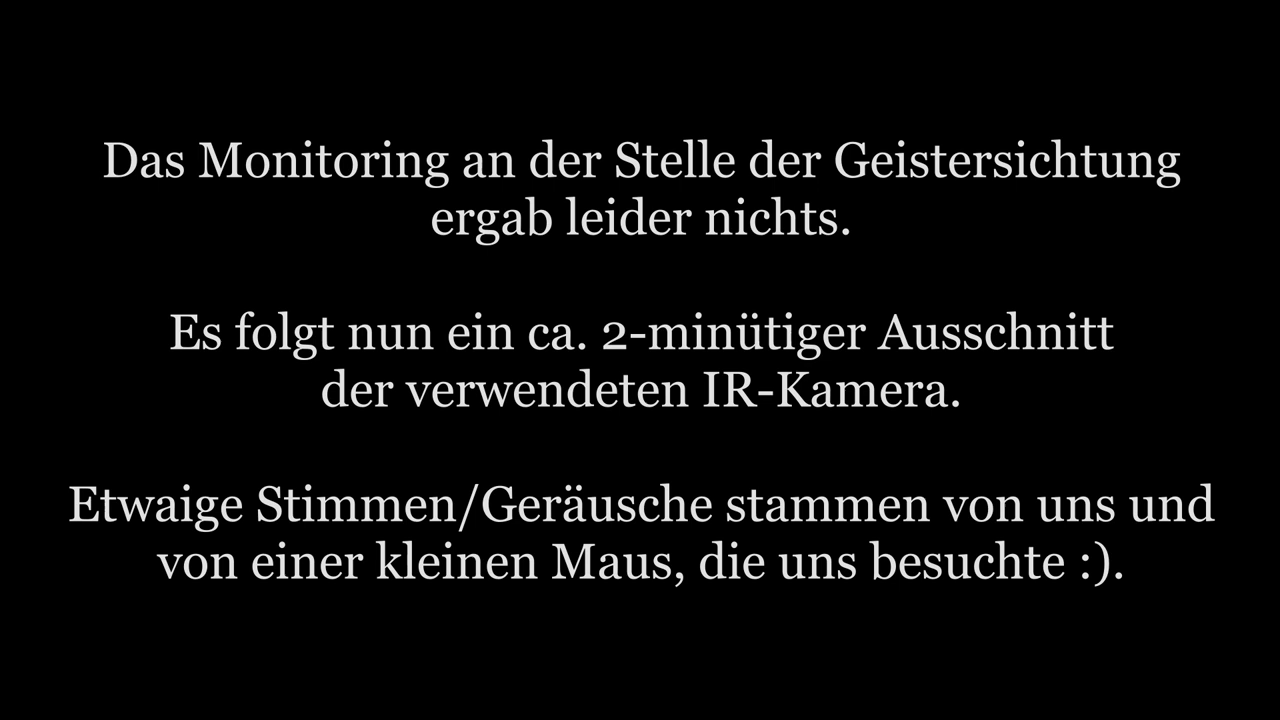 Das Monitoring an der Stelle der Geistersichtung
ergab leider nichts.
Es folgt nun ein ca. 2-minütiger Ausschnitt
der verwendeten IR-Kamera.
Etwaige Stimmen/Geräusche stammen von uns und
von einer kleinen Maus, die uns besuchte :).